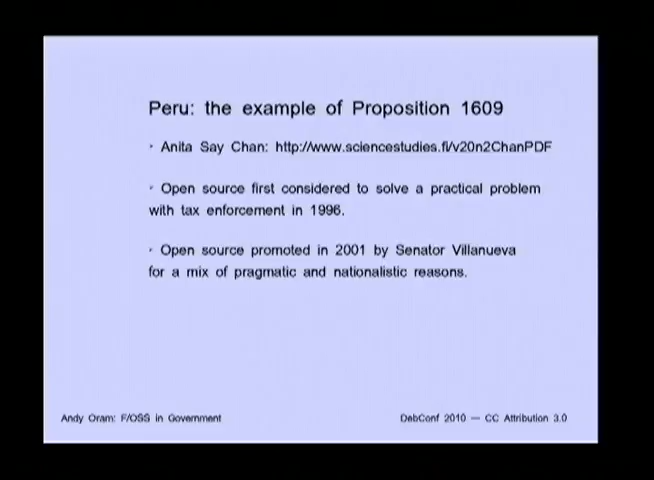 Peru: the example of Proposition 1609
· Anita Say Chan: http://www.sciencestudies.fi/v20n2ChanPDF
· Open source first considered to solve a practical problem
with tax enforcement in 1996.
· Open source promoted in 2001 by Senator Villanueva
for a mix of pragmatic and nationalistic reasons.
Andy Oram: F/OSS in Government
DebConf 2010 — CC Attribution 3.0